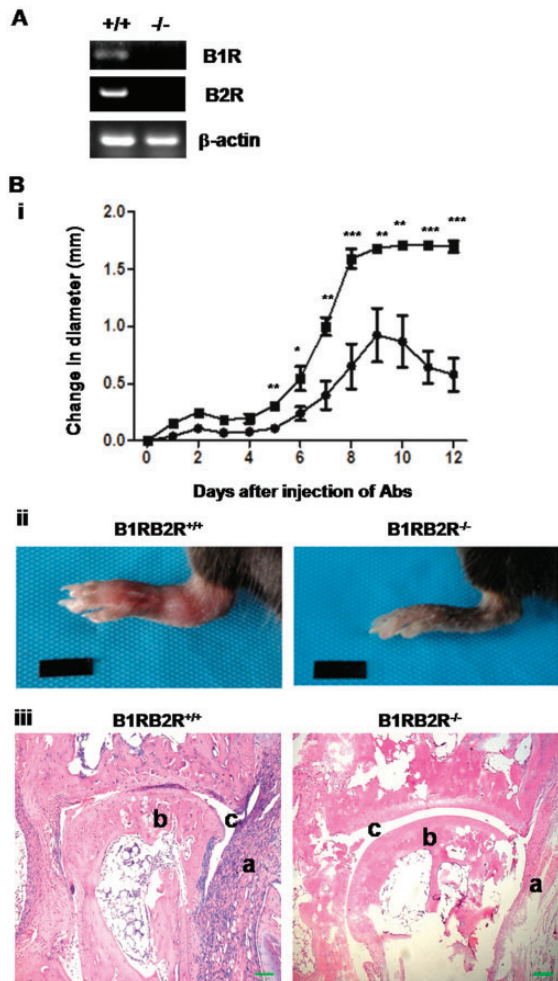 A
+/+ -/-
B1R
B2R
β-actin
B
i
2.0
1.5
1.0
0.5
0.0
Change in diameter (mm)
** * ** *** ** ** *** ***
0 2 4 6 8 10 12
Days after injection of Abs
ii
B1RB2R+/+ B1RB2R-/-
iii
B1RB2R+/+ B1RB2R-/-
b c a
c b a